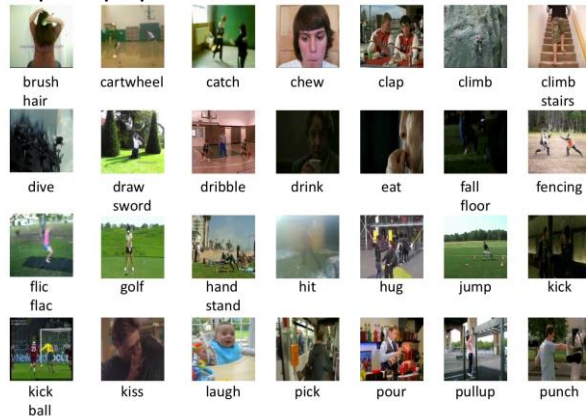 brush hair
cartwheel
catch
chew
clap
climb
climb stairs
dive
draw sword
dribble
drink
eat
fall floor
fencing
flic flac
golf
hand stand
hit
hug
jump
kick
kick ball
kiss
laugh
pick
pour
pullup
punch